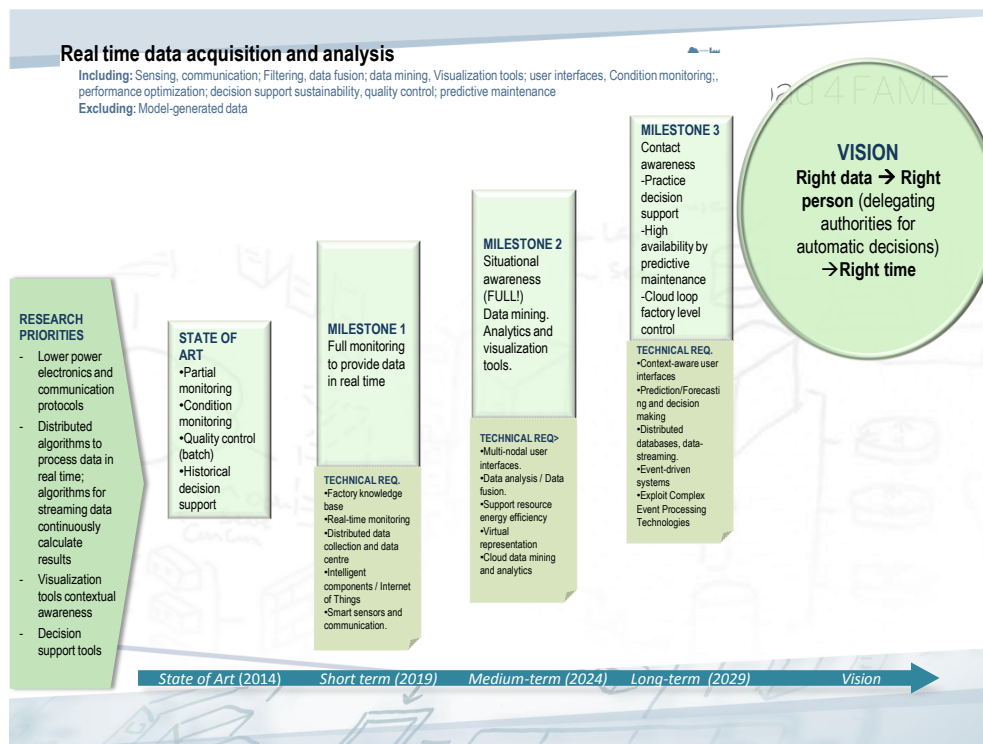 Real time data acquisition and analysis
Including: Sensing, communication; Filtering, data fusion; data mining, Visualization tools; user interfaces, Condition monitoring;,
performance optimization; decision support sustainability, quality control; predictive maintenance
Excluding: Model-generated data
ad 4 FAME
RESEARCH
PRIORITIES
- Lower power
electronics and
communication
protocols
- Distributed
algorithms to
process data in
real time;
algorithms for
streaming data
continuously
calculate
results
- Visualization
tools contextual
awareness
- Decision
support tools
STATE OF
ART
•Partial
monitoring
•Condition
monitoring
•Quality control
(batch)
•Historical
decision
support
MILESTONE 1
Full monitoring
to provide data
in real time
TECHNICAL REQ.
•Factory knowledge
base
•Real-time monitoring
•Distributed data
collection and data
centre
•Intelligent
components / Internet
of Things
•Smart sensors and
communication.
MILESTONE 2
Situational
awareness
(FULL!)
Data mining.
Analytics and
visualization
tools.
TECHNICAL REQ>
•Multi-nodal user
interfaces.
•Data analysis / Data
fusion.
•Support resource
energy efficiency
•Virtual
representation
•Cloud data mining
and analytics
MILESTONE 3
Contact
awareness
-Practice
decision
support
-High
availability by
predictive
maintenance
-Cloud loop
factory level
control
TECHNICAL REQ.
•Context-aware user
interfaces
•Prediction/Forecasti
ng and decision
making
•Distributed
databases, data-
streaming.
•Event-driven
systems
•Exploit Complex
Event Processing
Technologies
VISION
Right data → Right
person (delegating
authorities for
automatic decisions)
→Right time
State of Art (2014)
Short term (2019)
Medium-term (2024)
Long-term (2029)
Vision